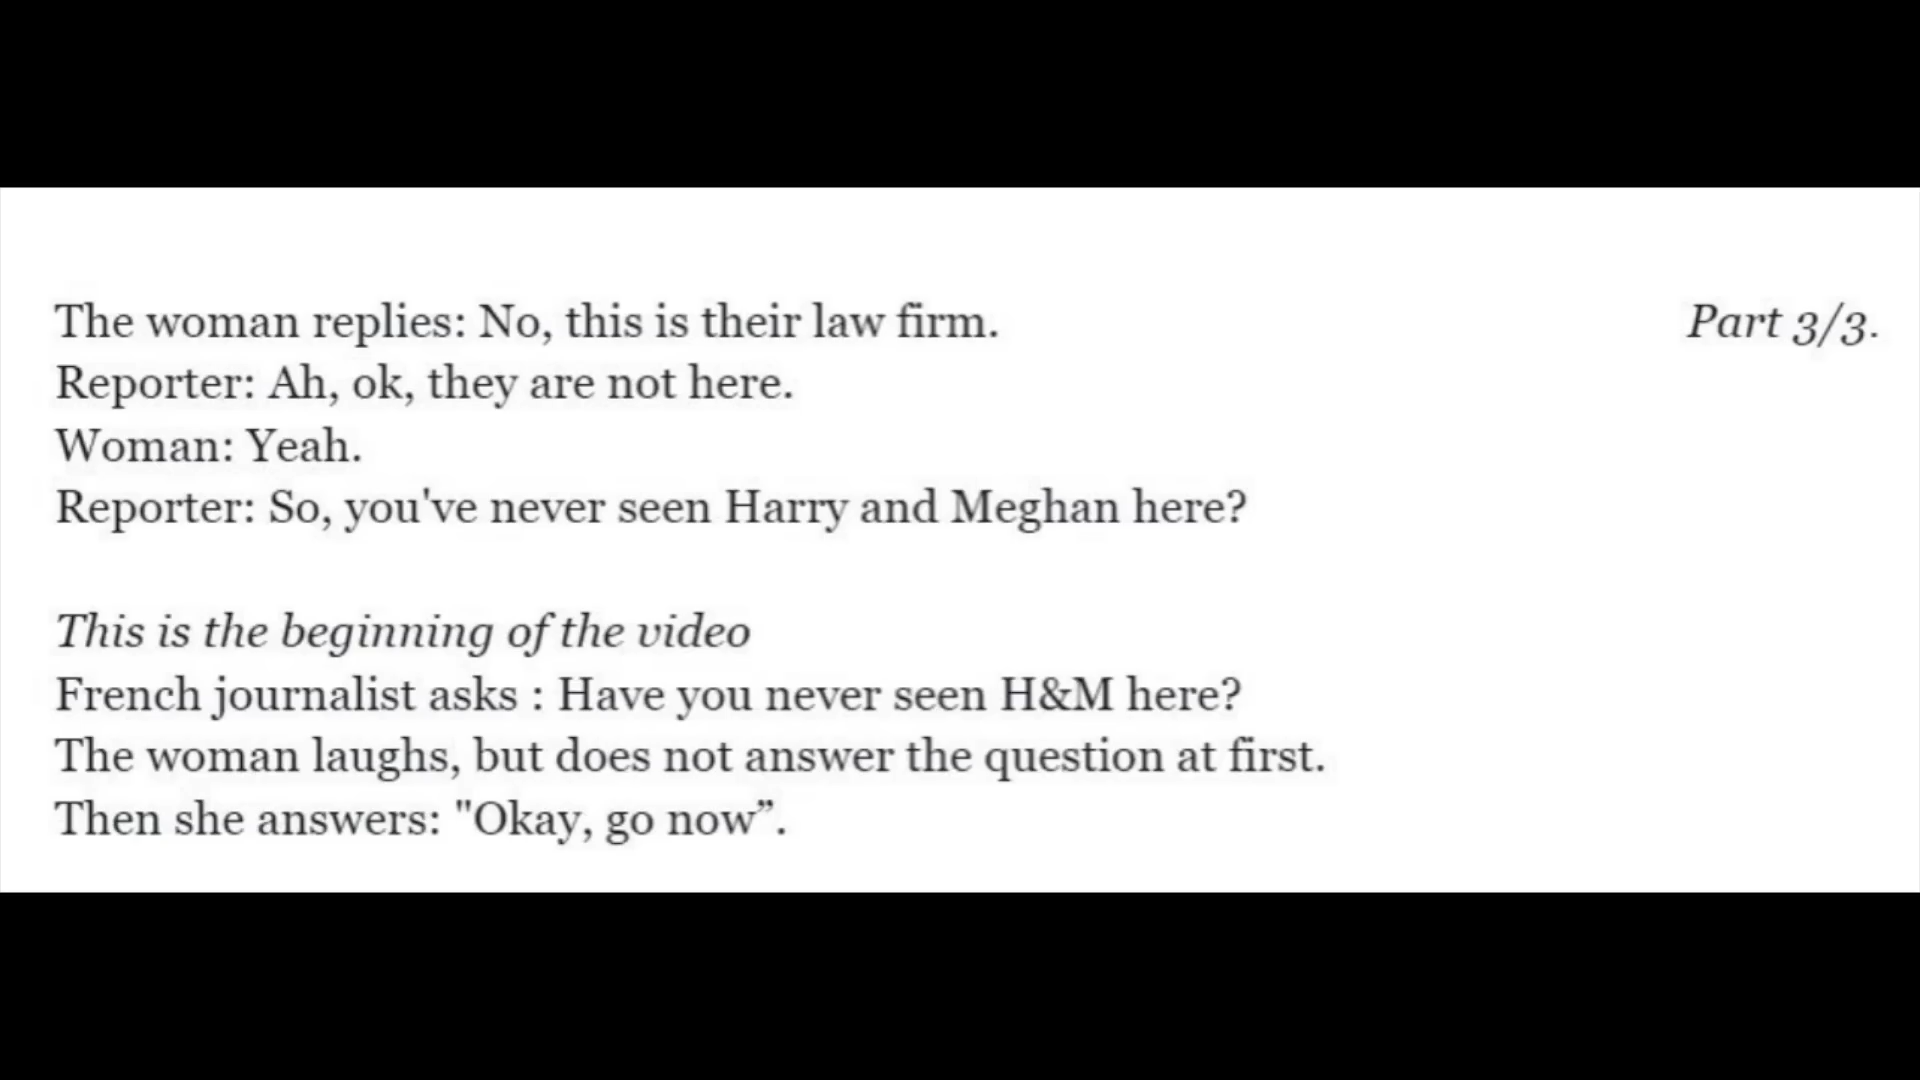 The woman replies: No, this is their law firm.
Part 3/3.
Reporter: Ah, ok, they are not here.
Woman: Yeah.
Reporter: So, you've never seen Harry and Meghan here?
This is the beginning of the video
French journalist asks : Have you never seen H&M here?
The woman laughs, but does not answer the question at first.
Then she answers: "Okay, go now”.